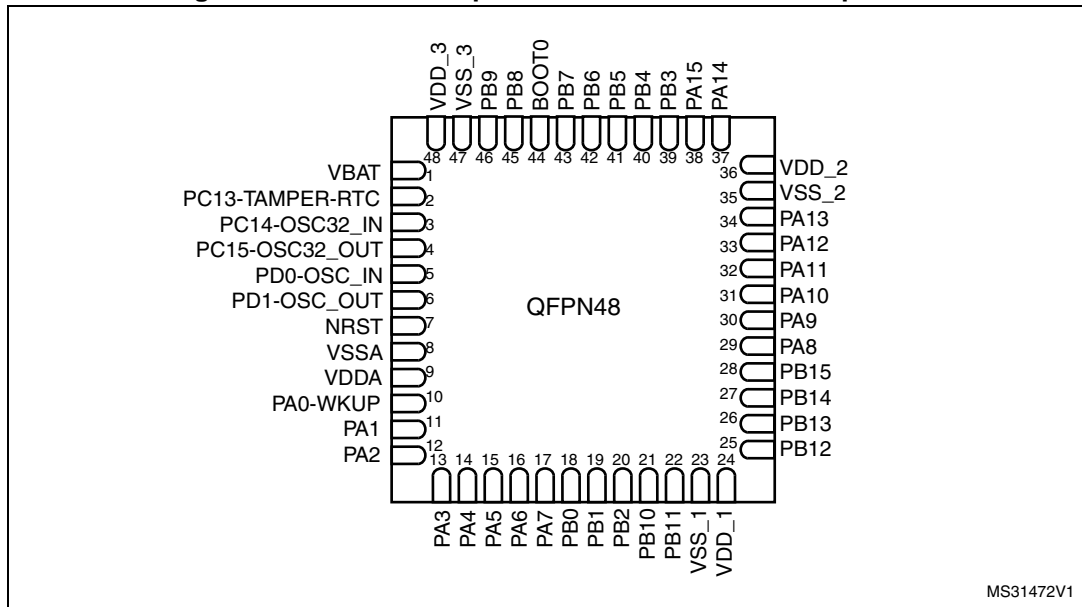 VDD_3
VSS_3
PB9
PB8
BOOT0
PB7
PB6
PB5
PB4
PB3
PA15
PA14
48 47 46 45 44 43 42 41 40 39 38 37
VBAT 1
PC13-TAMPER-RTC 2
PC14-OSC32_IN 3
PC15-OSC32_OUT 4
PD0-OSC_IN 5
PD1-OSC_OUT 6
NRST 7
VSSA 8
VDDA 9
PA0-WKUP 10
PA1 11
PA2 12
QFPN48
36 VDD_2
35 VSS_2
34 PA13
33 PA12
32 PA11
31 PA10
30 PA9
29 PA8
28 PB15
27 PB14
26 PB13
25 PB12
13 14 15 16 17 18 19 20 21 22 23 24
PA3
PA4
PA5
PA6
PA7
PB0
PB1
PB2
PB10
PB11
VSS_1
VDD_1
MS31472V1